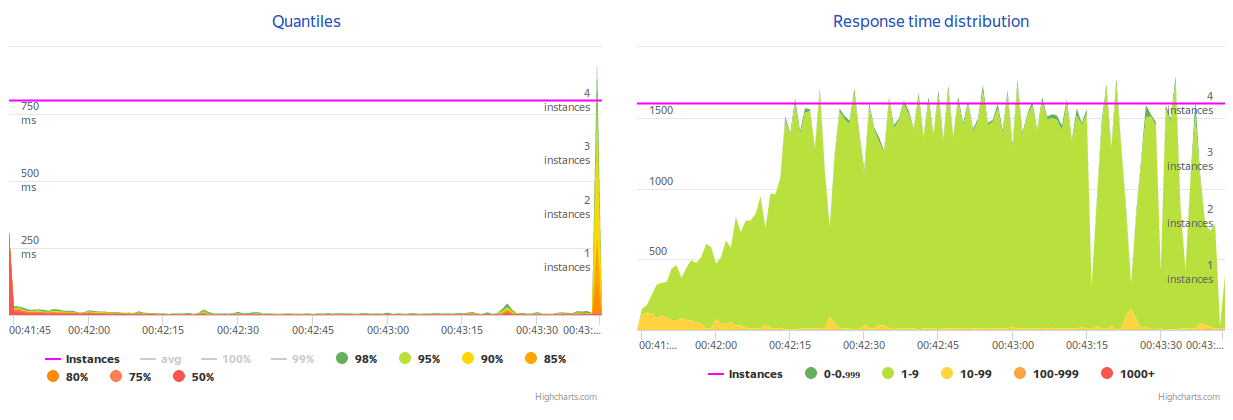 Quantiles
750
ms
500
ms
250
ms
4
instances
3
instances
2
instances
1
instances
00:41:45 00:42:00 00:42:15 00:42:30 00:42:45 00:43:00 00:43:15 00:43:30 00:43:...
Instances avg 100% 99% 98% 95% 90% 85%
80% 75% 50%
Highcharts.com
Response time distribution
1500
1000
500
4
instances
3
instances
2
instances
1
instances
00:41:... 00:42:00 00:42:15 00:42:30 00:42:45 00:43:00 00:43:15 00:43:30 00:43:...
Instances 0-0.999 1-9 10-99 100-999 1000+
Highcharts.com